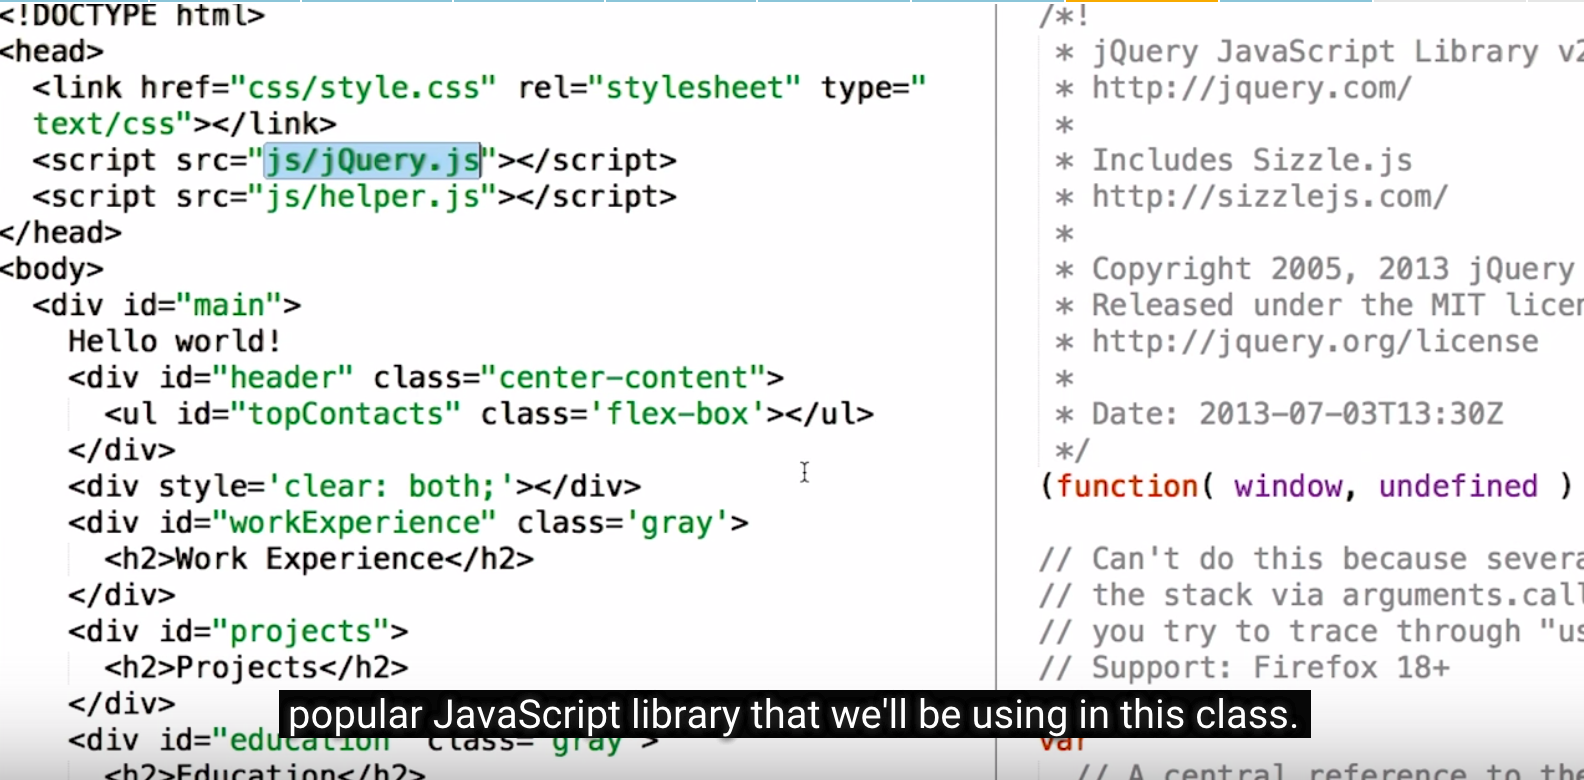 <!DOCTYPE html>
<head>
<link href="css/style.css" rel="stylesheet" type="
text/css"></link>
<script src="js/jQuery.js"></script>
<script src="js/helper.js"></script>
</head>
<body>
<div id="main">
Hello world!
<div id="header" class="center-content">
<ul id="topContacts" class='flex-box'></ul>
</div>
<div style='clear: both;'></div>
<div id="workExperience" class='gray'>
<h2>Work Experience</h2>
</div>
<div id="projects">
<h2>Projects</h2>
</div>
<div id="education" class='gray'>
<h2>Education</h2>
/*!
* jQuery JavaScript Library v2
* http://jquery.com/
*
* Includes Sizzle.js
* http://sizzlejs.com/
*
* Copyright 2005, 2013 jQuery
* Released under the MIT licen
* http://jquery.org/license
*
* Date: 2013-07-03T13:30Z
*/
(function( window, undefined )
// Can't do this because severa
// the stack via arguments.call
// you try to trace through "us
// Support: Firefox 18+
var
// A central reference to the
popular JavaScript library that we'll be using in this class.